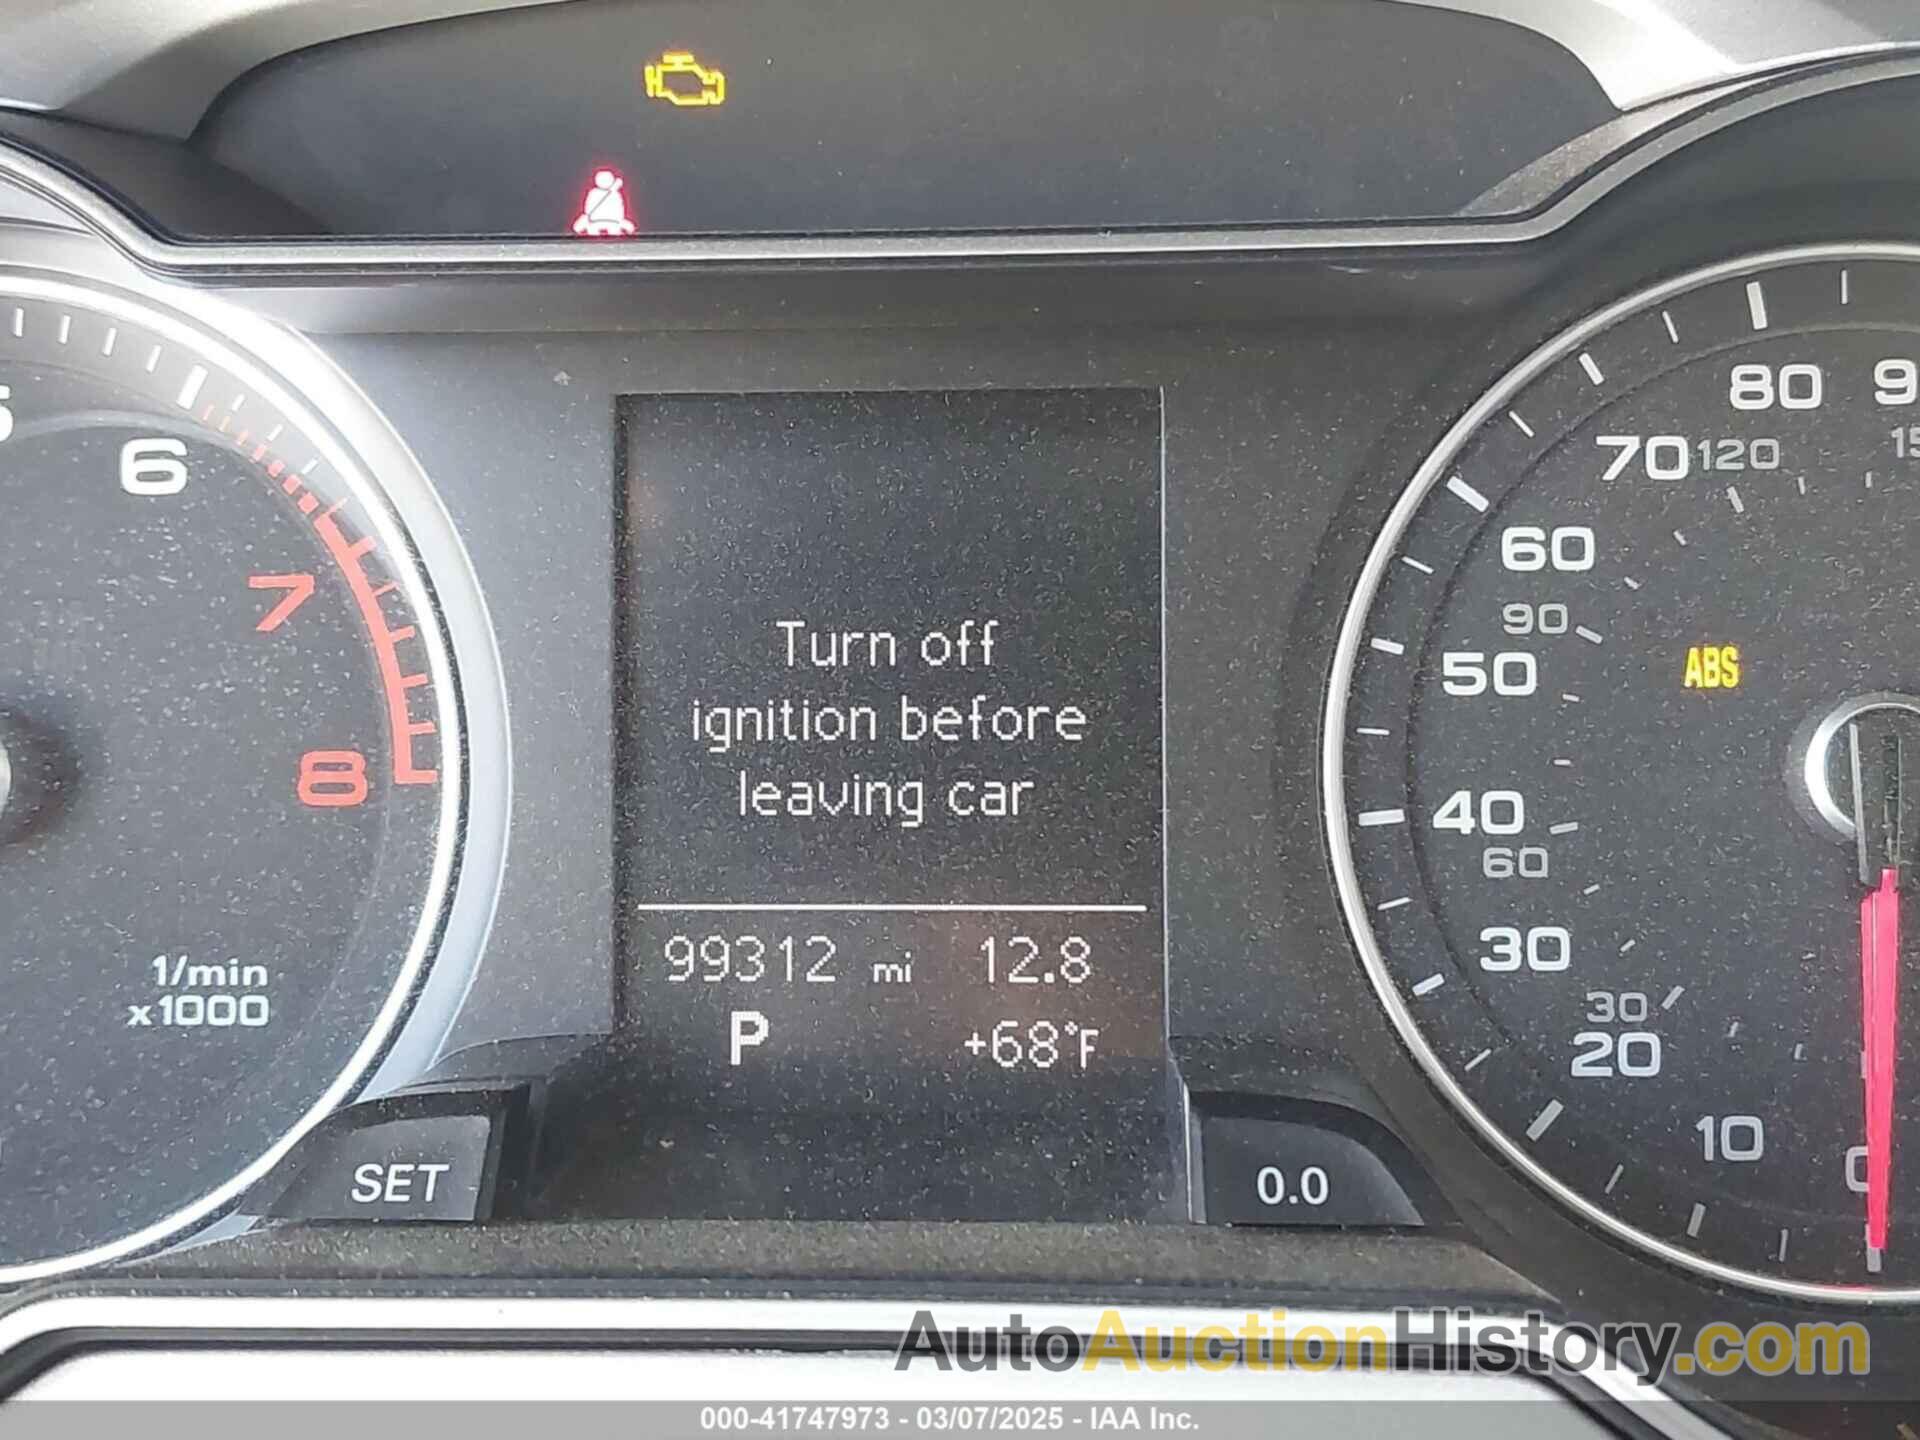 6
7
8
1/min
x1000
Turn off
ignition before
leaving car
99312 mi 12.8
P +68°F
SET
0.0
80
70 120
60
90
50
ABS
40
60
30
30
20
10
0
AutoAuctionHistory.com
000-41747973 - 03/07/2025 - IAA Inc.